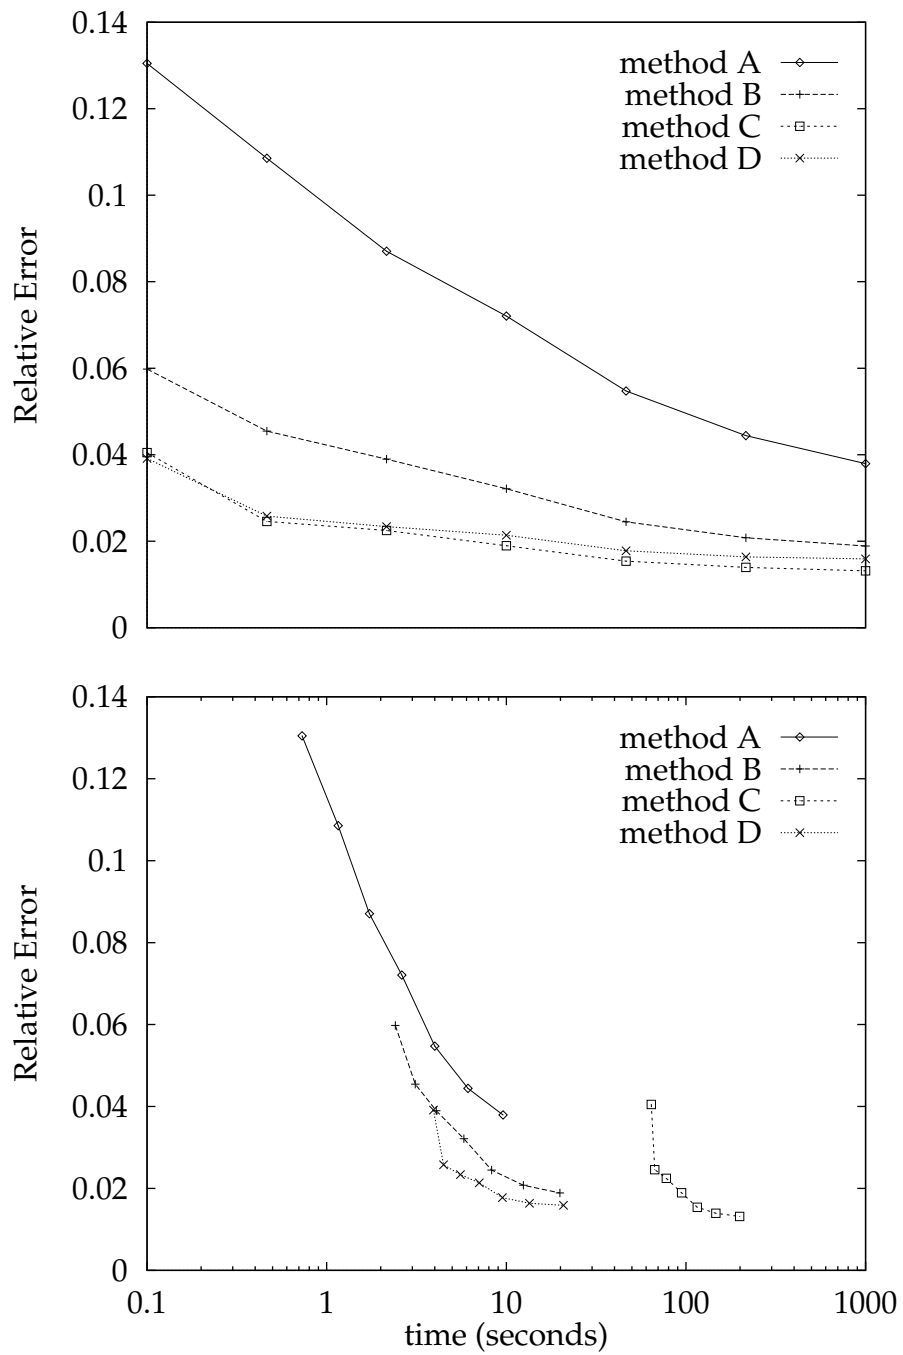 0.14
0.12
0.1
0.08
0.06
0.04
0.02
0
Relative Error
method A
method B
method C
method D
0.14
0.12
0.1
0.08
0.06
0.04
0.02
0
Relative Error
method A
method B
method C
method D
0.1 1 10 100 1000
time (seconds)